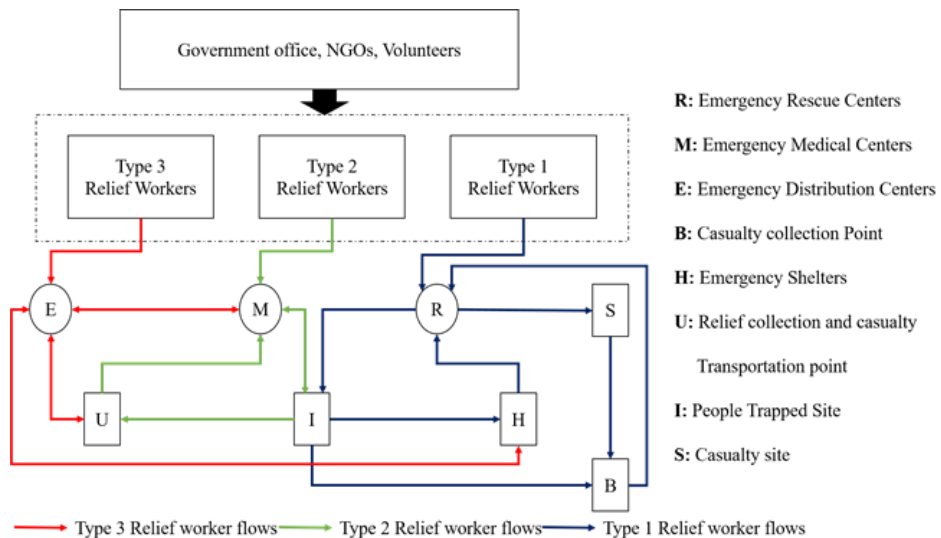 Government office, NGOs, Volunteers
Type 3
Relief Workers
Type 2
Relief Workers
Type 1
Relief Workers
E
M
R
S
U
I
H
B
R: Emergency Rescue Centers
M: Emergency Medical Centers
E: Emergency Distribution Centers
B: Casualty collection Point
H: Emergency Shelters
U: Relief collection and casualty
Transportation point
I: People Trapped Site
S: Casualty site
Type 3 Relief worker flows
Type 2 Relief worker flows
Type 1 Relief worker flows